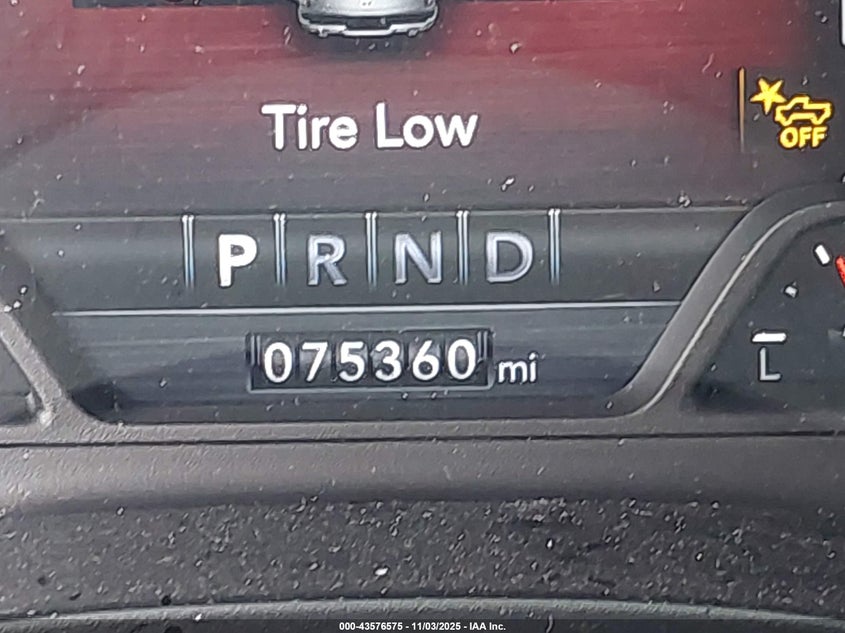 Tire Low
OFF
P R N D
075360 mi
L
000-43576575 - 11/03/2025 - IAA Inc.